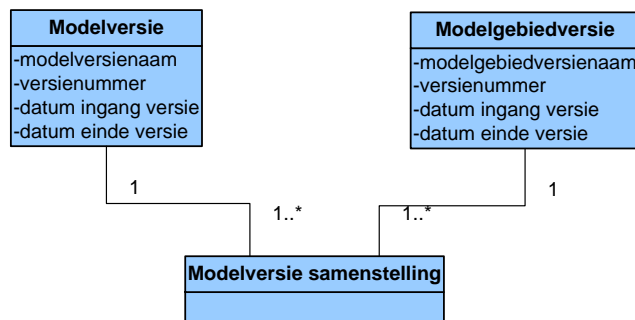 Modelversie
-modelversienaam
-versienummer
-datum ingang versie
-datum einde versie
Modelgebiedversie
-modelgebiedversienaam
-versienummer
-datum ingang versie
-datum einde versie
1
1..*
1..*
1
Modelversie samenstelling